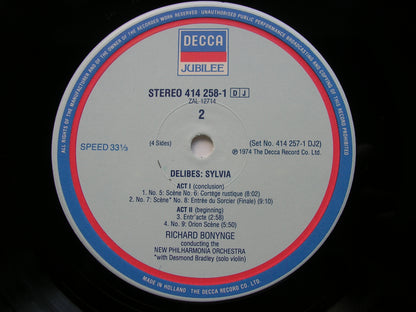 ALL RIGHTS OF THE MANUFACTURER AND OF THE OWNER OF THE RECORDED WORK RESERVED UNAUTHORISED PUBLIC PERFORMANCE BROADCASTING AND COPYING OF THIS RECORD PROHIBITED
DECCA
JUBILEE
STEREO 414 258-1 DJ
ZAL-12714
2
(4 Sides)
(Set No. 414 257-1 DJ2)
SPEED 33⅓
℗ 1974 The Decca Record Co. Ltd.
DELIBES: SYLVIA
ACT I (conclusion)
1. No. 5: Scène No. 6: Cortège rustique (8:02)
2. No. 7: Scène* No. 8: Entrée du Sorcier (Finale) (9:10)
ACT II (beginning)
3. Entr'acte (2:58)
4. No. 9: Orion Scène (5:50)
RICHARD BONYNGE
conducting the
NEW PHILHARMONIA ORCHESTRA
*with Desmond Bradley (solo violin)
MADE IN HOLLAND THE DECCA RECORD CO. LTD.